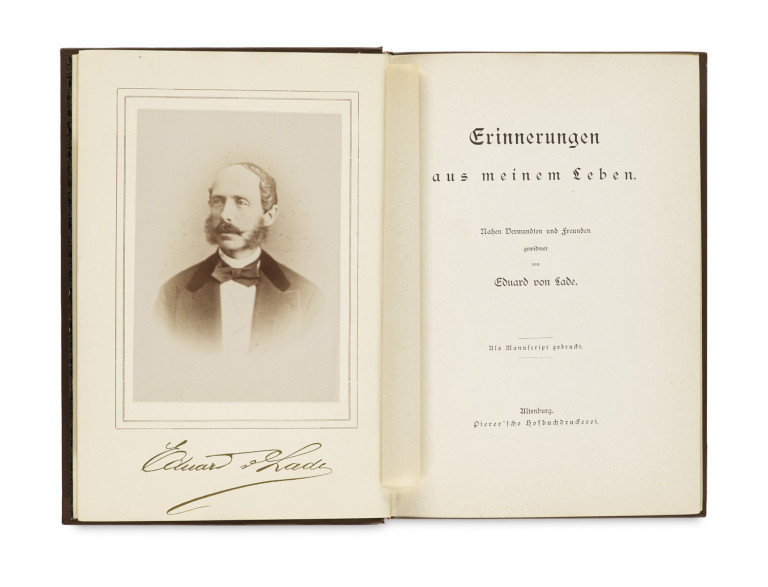 Eduard v Lade
Erinnerungen
aus meinem Leben.
Nahen Verwandten und Freunden
gewidmet
von
Eduard von Lade.
Als Manuscript gedruckt.
Altenburg.
Pierer'sche Hofbuchdruckerei.